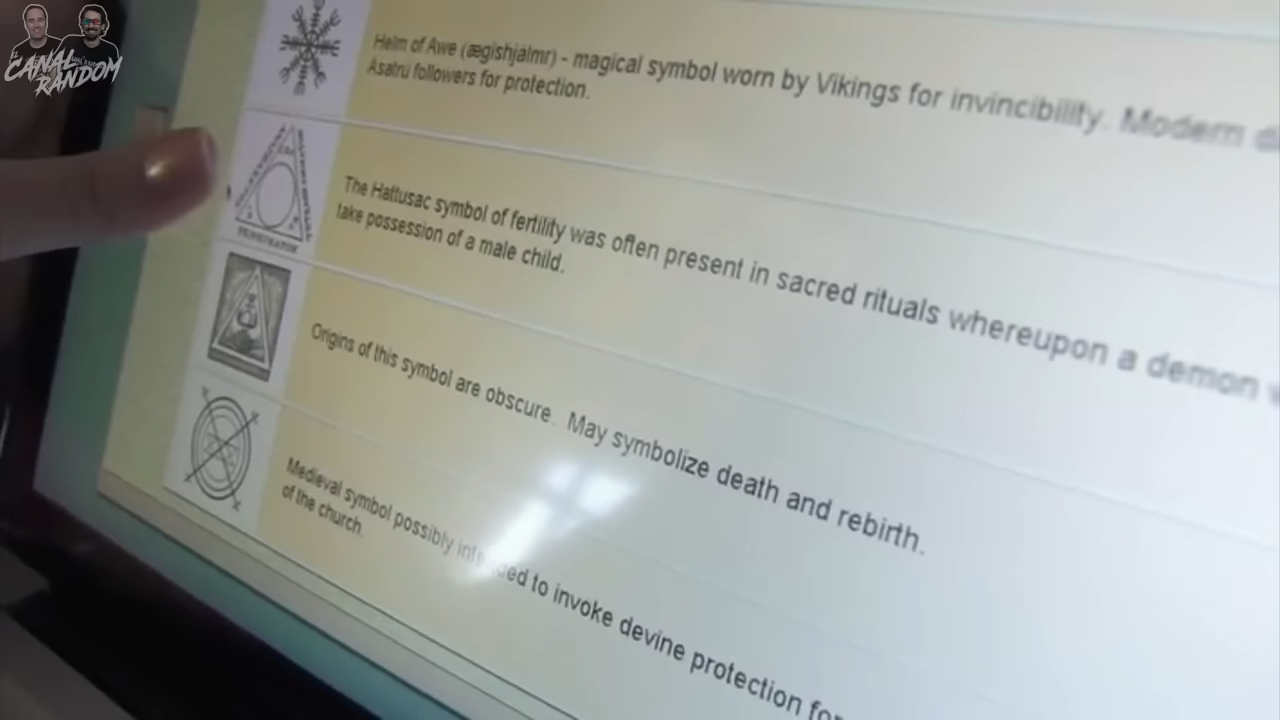 EL
CANAL
RANDOM
Helm of Awe (ægishjalmr) - magical symbol worn by Vikings for invincibility. Modern
Asatru followers for protection.
The Hattusac symbol of fertility was often present in sacred rituals whereupon a demon
take possession of a male child.
Origins of this symbol are obscure. May symbolize death and rebirth.
Medieval symbol possibly intended to invoke devine protection for
of the church.